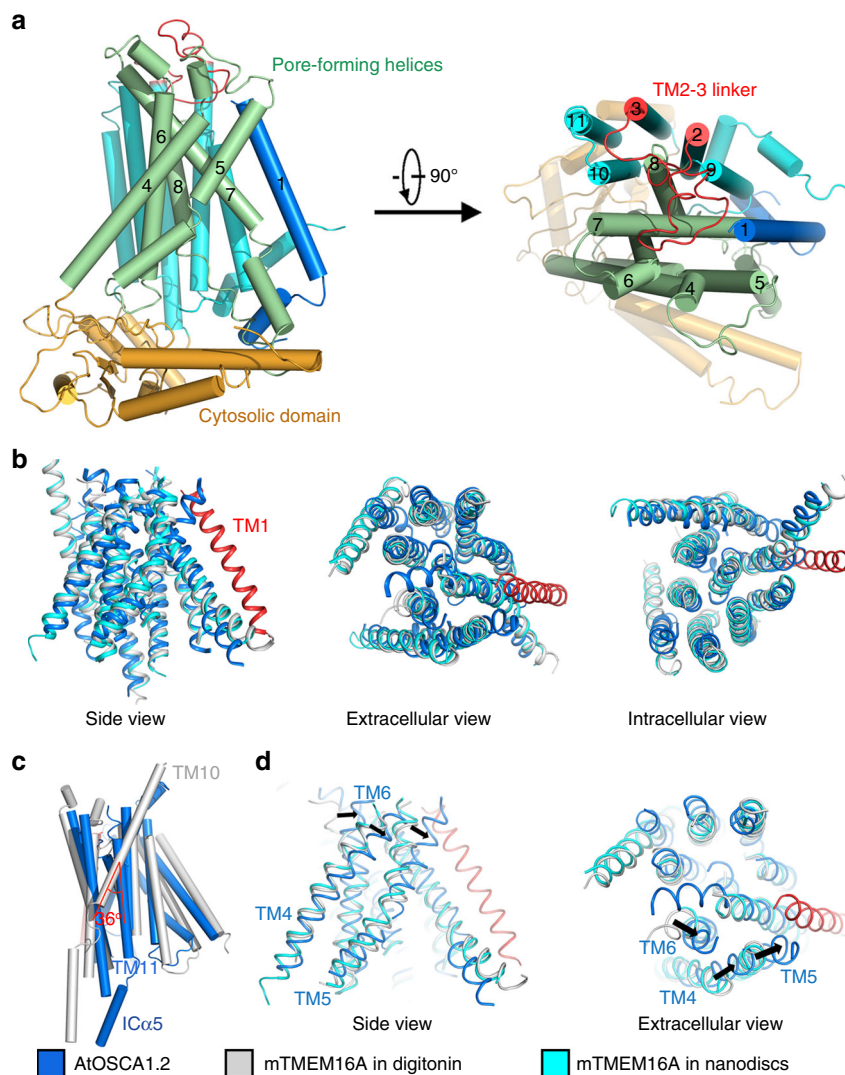 a
Pore-forming helices
6
4
8
5
7
1
Cytosolic domain
90°
TM2-3 linker
11
3
2
10
8
9
7
1
6
4
5
b
TM1
Side view
Extracellular view
Intracellular view
c
TM10
36°
TM11
ICα5
d
TM6
TM4
TM5
Side view
TM6
TM4
TM5
Extracellular view
AtOSCA1.2
mTMEM16A in digitonin
mTMEM16A in nanodiscs